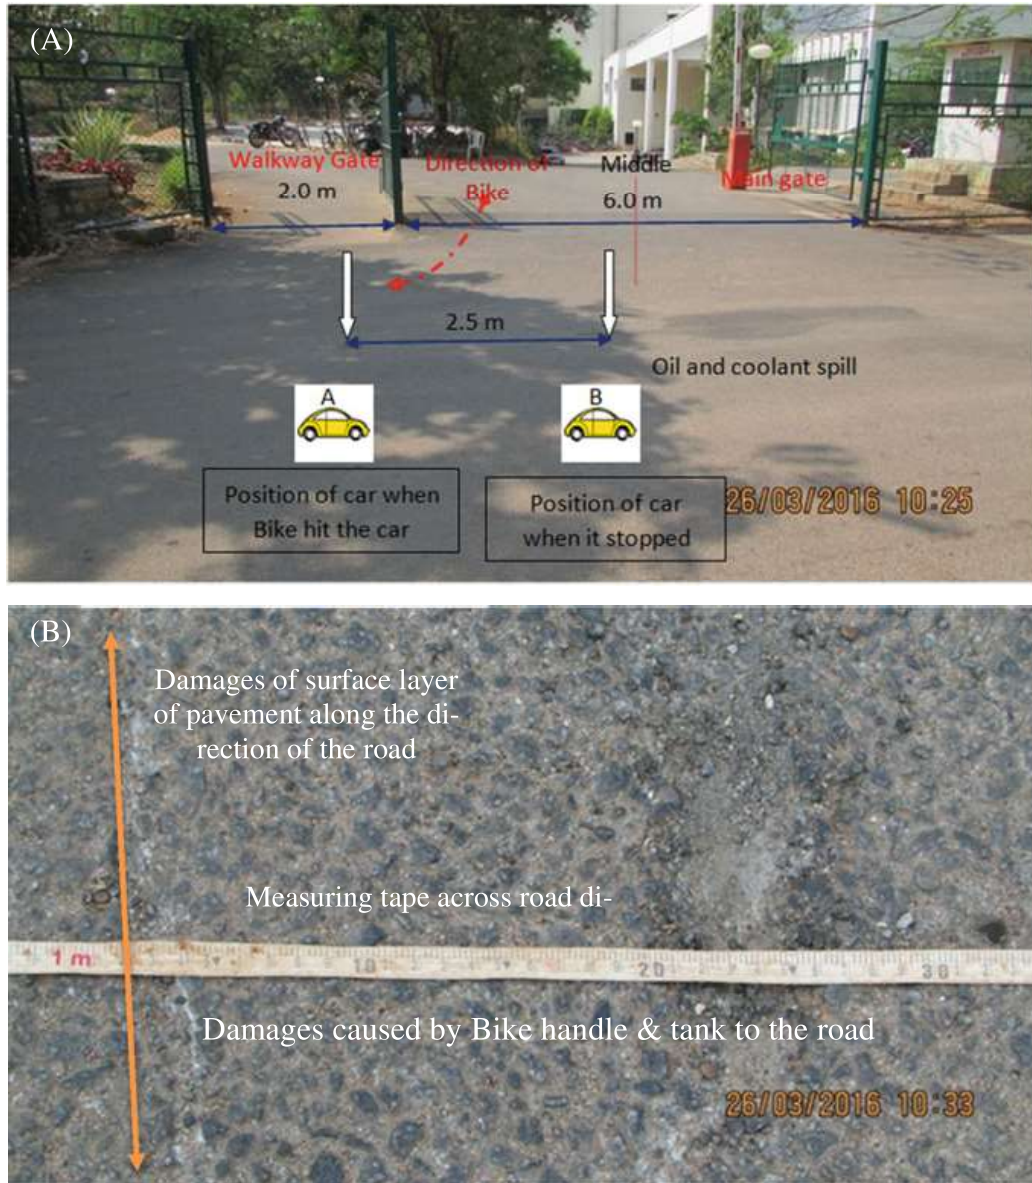 (A)
Walkway Gate
2.0 m
Direction of
Bike
Middle
6.0 m
Main gate
2.5 m
Oil and coolant spill
A
B
Position of car when
Bike hit the car
Position of car
when it stopped
26/03/2016 10:25
(B)
Damages of surface layer
of pavement along the di-
rection of the road
Measuring tape across road di-
1 m
10
20
30
Damages caused by Bike handle & tank to the road
26/03/2016 10:33